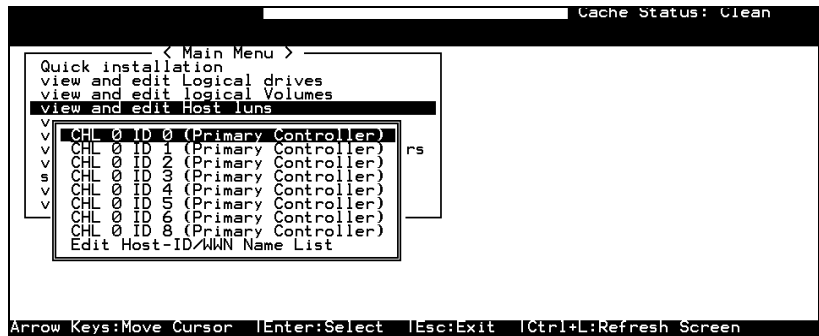 Cache Status: Clean
< Main Menu >
Quick installation
view and edit Logical drives
view and edit logical Volumes
view and edit Host luns
v
v CHL 0 ID 0 (Primary Controller)
v CHL 0 ID 1 (Primary Controller) rs
v CHL 0 ID 2 (Primary Controller)
s CHL 0 ID 3 (Primary Controller)
v CHL 0 ID 4 (Primary Controller)
v CHL 0 ID 5 (Primary Controller)
CHL 0 ID 6 (Primary Controller)
CHL 0 ID 8 (Primary Controller)
Edit Host-ID/WWN Name List
Arrow Keys:Move Cursor |Enter:Select |Esc:Exit |Ctrl+L:Refresh Screen